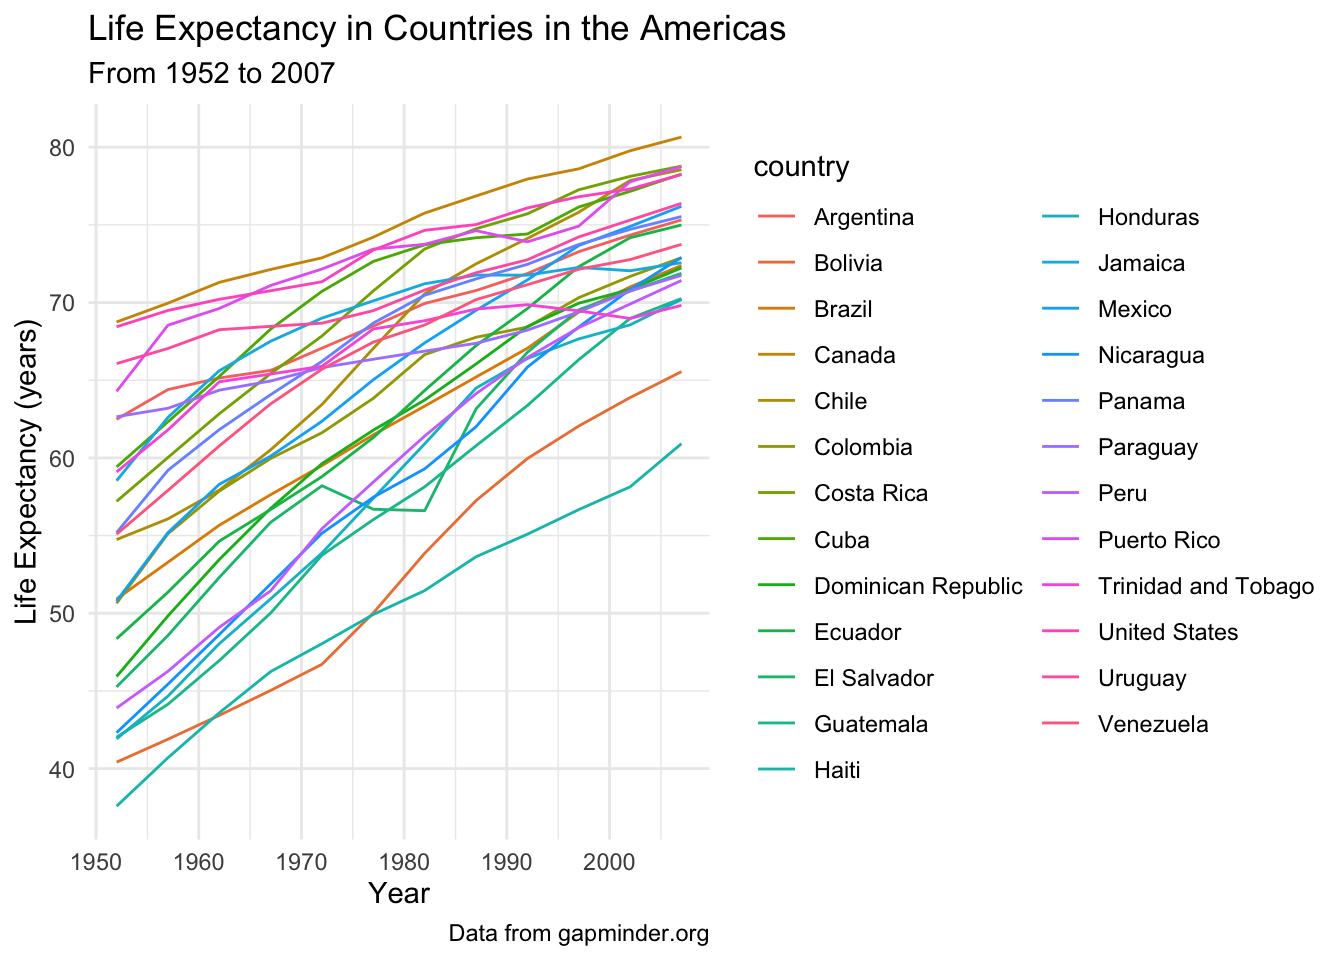 Life Expectancy in Countries in the Americas
From 1952 to 2007
Life Expectancy (years)
80
70
60
50
40
1950 1960 1970 1980 1990 2000
Year
Data from gapminder.org
country
Argentina
Bolivia
Brazil
Canada
Chile
Colombia
Costa Rica
Cuba
Dominican Republic
Ecuador
El Salvador
Guatemala
Haiti
Honduras
Jamaica
Mexico
Nicaragua
Panama
Paraguay
Peru
Puerto Rico
Trinidad and Tobago
United States
Uruguay
Venezuela